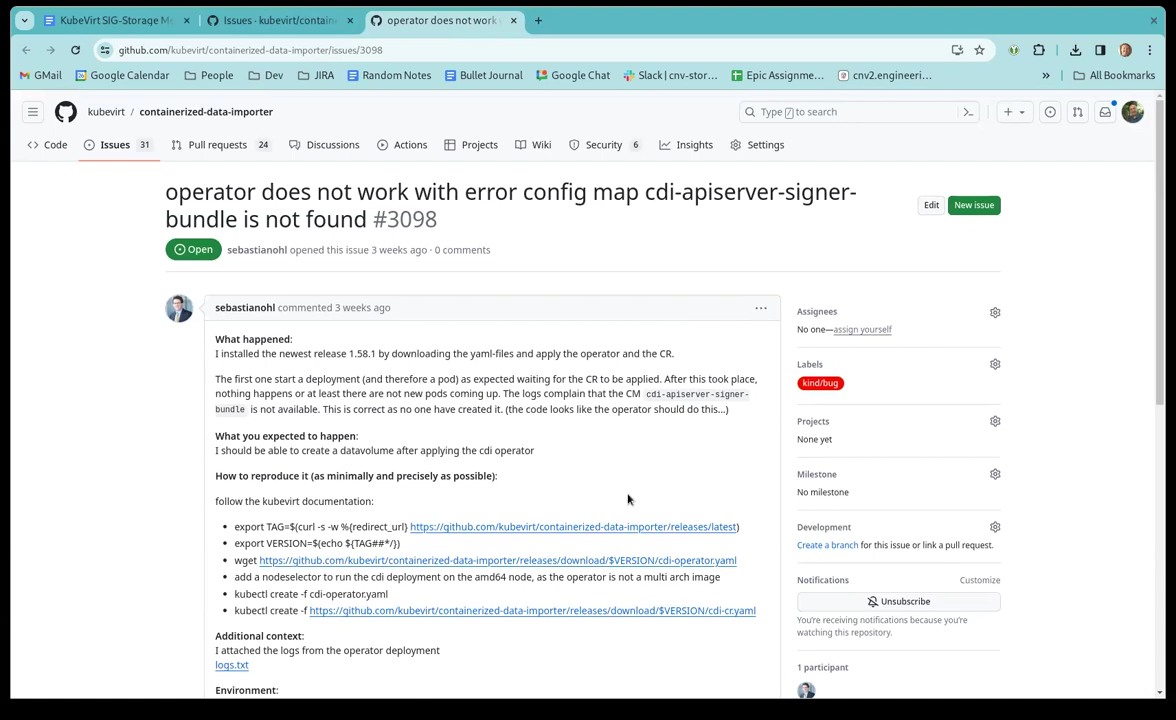 KubeVirt SIG-Storage Me
Issues · kubevirt/contain
operator does not work
github.com/kubevirt/containerized-data-importer/issues/3098
GMail
Google Calendar
People
Dev
JIRA
Random Notes
Bullet Journal
Google Chat
Slack | cnv-stor...
Epic Assignme...
cnv2.engineeri...
»
All Bookmarks
kubevirt / containerized-data-importer
Type / to search
Code
Issues 31
Pull requests 24
Discussions
Actions
Projects
Wiki
Security 6
Insights
Settings
operator does not work with error config map cdi-apiserver-signer-
bundle is not found #3098
Edit
New issue
Open
sebastianohl opened this issue 3 weeks ago · 0 comments
sebastianohl commented 3 weeks ago
What happened:
I installed the newest release 1.58.1 by downloading the yaml-files and apply the operator and the CR.
The first one start a deployment (and therefore a pod) as expected waiting for the CR to be applied. After this took place,
nothing happens or at least there are not new pods coming up. The logs complain that the CM cdi-apiserver-signer-
bundle is not available. This is correct as no one have created it. (the code looks like the operator should do this...)
What you expected to happen:
I should be able to create a datavolume after applying the cdi operator
How to reproduce it (as minimally and precisely as possible):
follow the kubevirt documentation:
• export TAG=$(curl -s -w %{redirect_url} https://github.com/kubevirt/containerized-data-importer/releases/latest)
• export VERSION=$(echo ${TAG##*/})
• wget https://github.com/kubevirt/containerized-data-importer/releases/download/$VERSION/cdi-operator.yaml
• add a nodeselector to run the cdi deployment on the amd64 node, as the operator is not a multi arch image
• kubectl create -f cdi-operator.yaml
• kubectl create -f https://github.com/kubevirt/containerized-data-importer/releases/download/$VERSION/cdi-cr.yaml
Additional context:
I attached the logs from the operator deployment
logs.txt
Environment:
Assignees
No one—assign yourself
Labels
kind/bug
Projects
None yet
Milestone
No milestone
Development
Create a branch for this issue or link a pull request.
Notifications
Customize
Unsubscribe
You're receiving notifications because you're
watching this repository.
1 participant